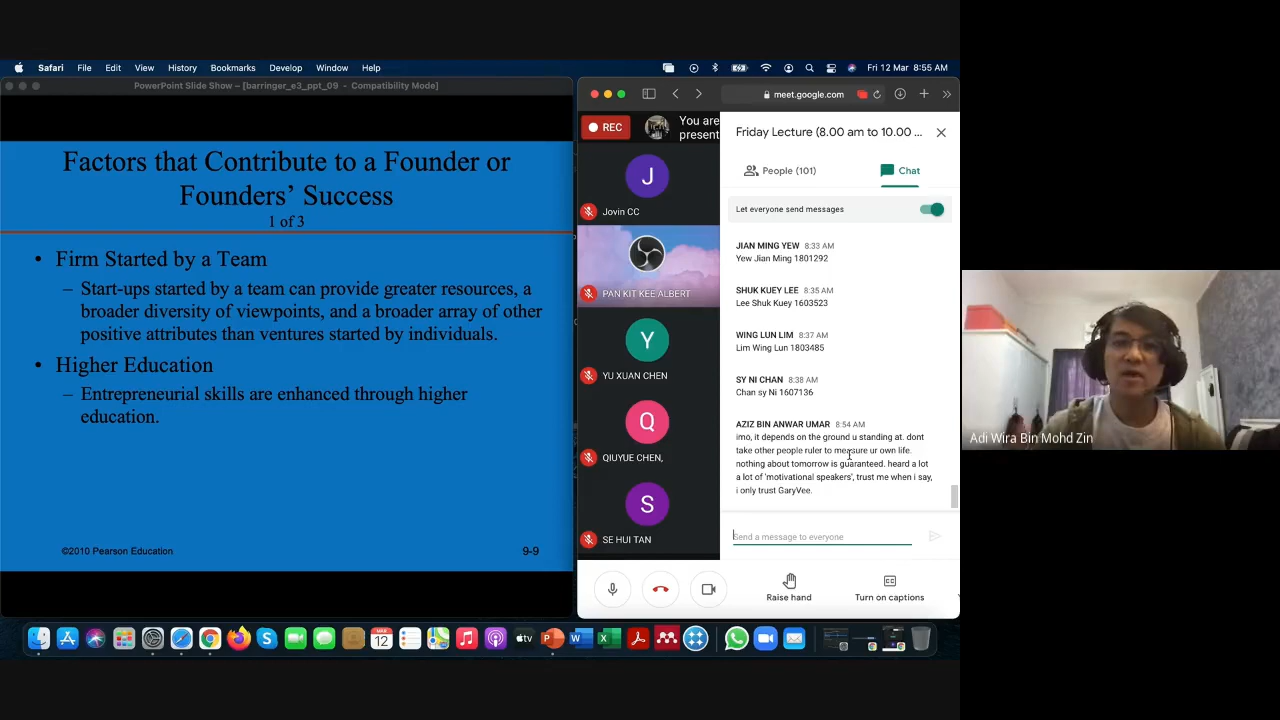 Safari File Edit View History Bookmarks Develop Window Help
Fri 12 Mar 8:55 AM
PowerPoint Slide Show – [barringer_e3_ppt_09 - Compatibility Mode]
Factors that Contribute to a Founder or
Founders’ Success
1 of 3
• Firm Started by a Team
– Start-ups started by a team can provide greater resources, a
broader diversity of viewpoints, and a broader array of other
positive attributes than ventures started by individuals.
• Higher Education
– Entrepreneurial skills are enhanced through higher
education.
©2010 Pearson Education
9-9
meet.google.com
REC
You are
present
Jovin CC
PAN KIT KEE ALBERT
Y
YU XUAN CHEN
Q
QIUYUE CHEN,
S
SE HUI TAN
J
Friday Lecture (8.00 am to 10.00 ...
People (101)
Chat
Let everyone send messages
JIAN MING YEW 8:33 AM
Yew Jian Ming 1801292
SHUK KUEY LEE 8:35 AM
Lee Shuk Kuey 1603523
WING LUN LIM 8:37 AM
Lim Wing Lun 1803485
SY NI CHAN 8:38 AM
Chan sy Ni 1607136
AZIZ BIN ANWAR UMAR 8:54 AM
imo, it depends on the ground u standing at. dont
take other people ruler to measure ur own life.
nothing about tomorrow is guaranteed. heard a lot
a lot of 'motivational speakers', trust me when i say,
i only trust GaryVee.
Send a message to everyone
Raise hand
Turn on captions
Adi Wira Bin Mohd Zin
MAR
12
tv